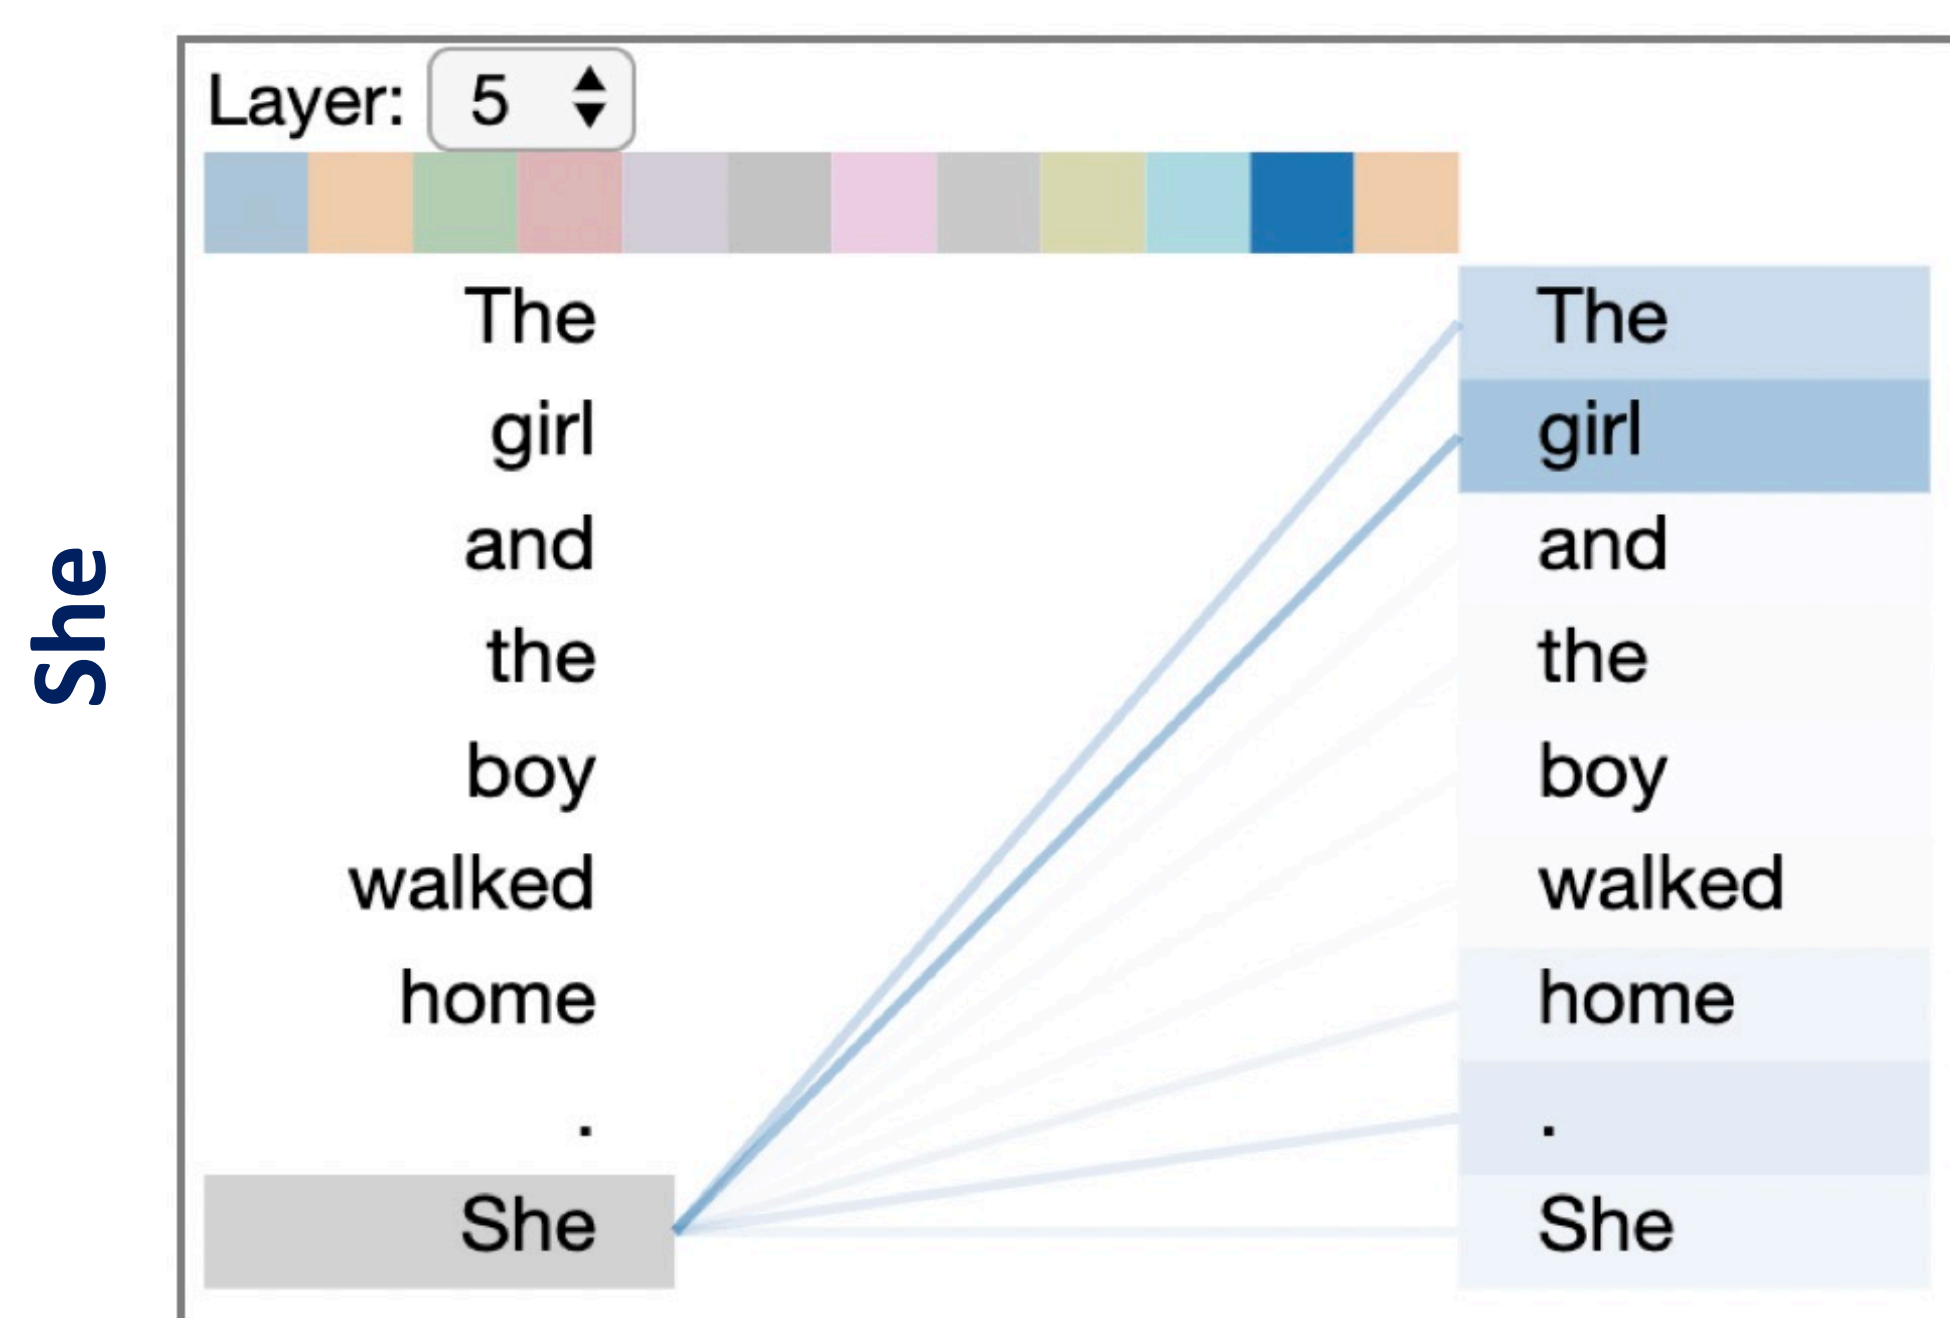 She
Layer: 5
The The
girl girl
and and
the the
boy boy
walked walked
home home
. .
She She